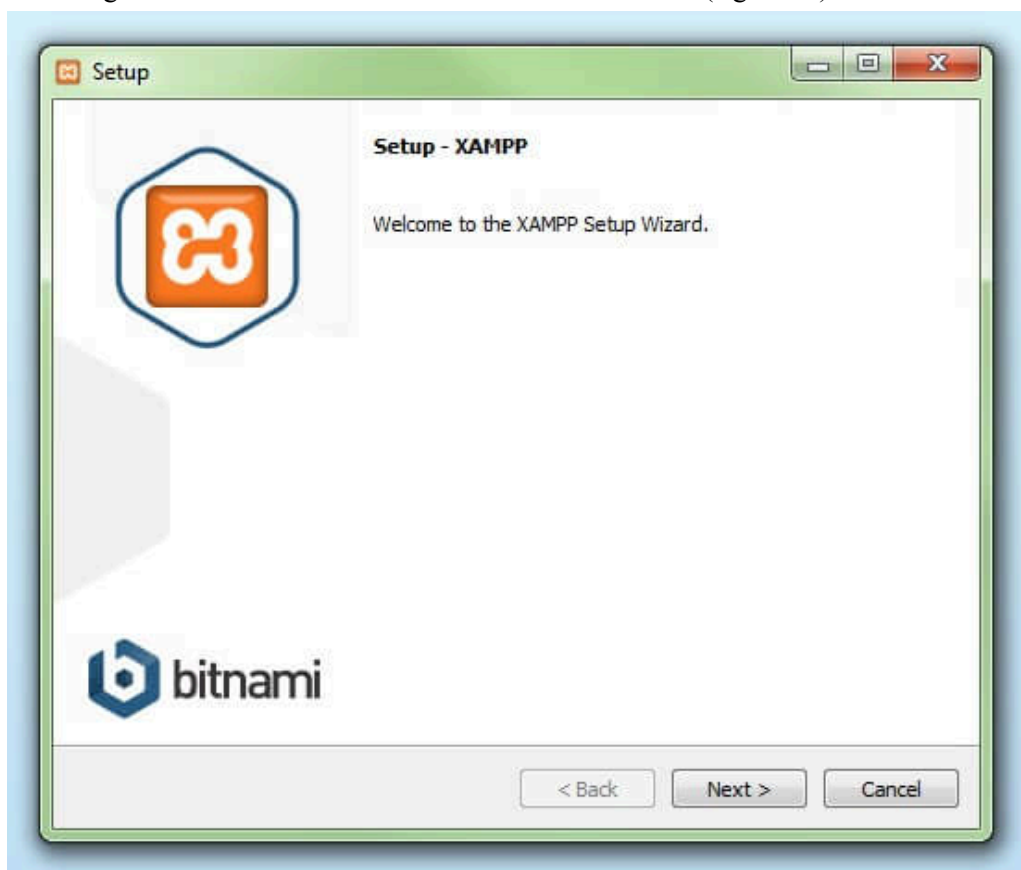 Setup
Setup - XAMPP
Welcome to the XAMPP Setup Wizard.
bitnami
< Back
Next >
Cancel